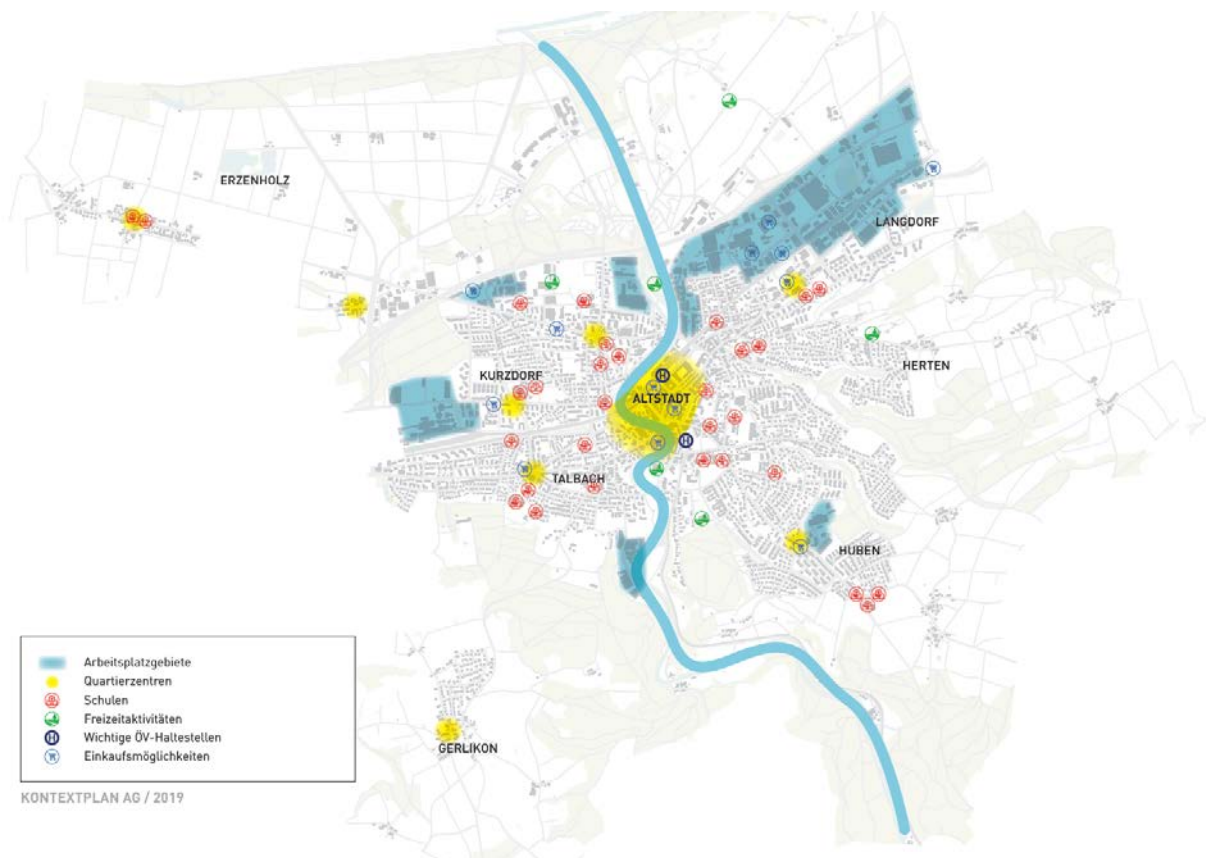 ERZENHOLZ
LANGDORF
HERTEN
KURZDORF
ALTSTADT
H
H
TALBACH
HUBEN
GERLIKON
Arbeitsplatzgebiete
Quartierzentren
Schulen
Freizeitaktivitäten
H Wichtige ÖV-Haltestellen
Einkaufsmöglichkeiten
KONTEXTPLAN AG / 2019